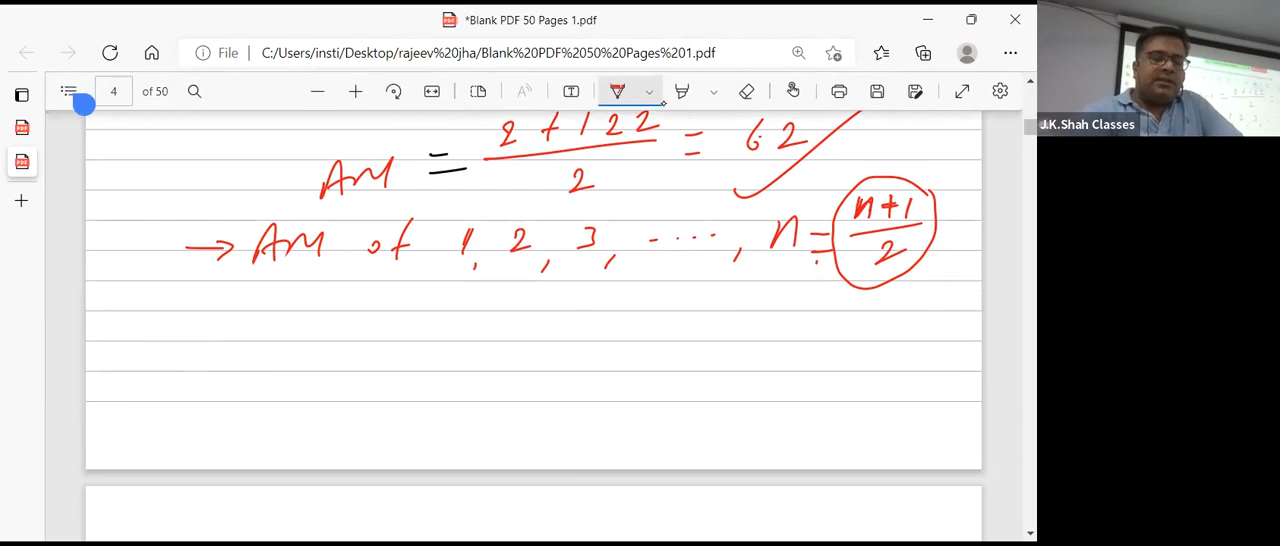 *Blank PDF 50 Pages 1.pdf
File C:/Users/insti/Desktop/rajeev%20jha/Blank%20PDF%2050%20Pages%201.pdf
4 of 50
J.K.Shah Classes
AM = 2 + 122 / 2 = 62
→ AM of 1, 2, 3, ....., n = n+1 / 2